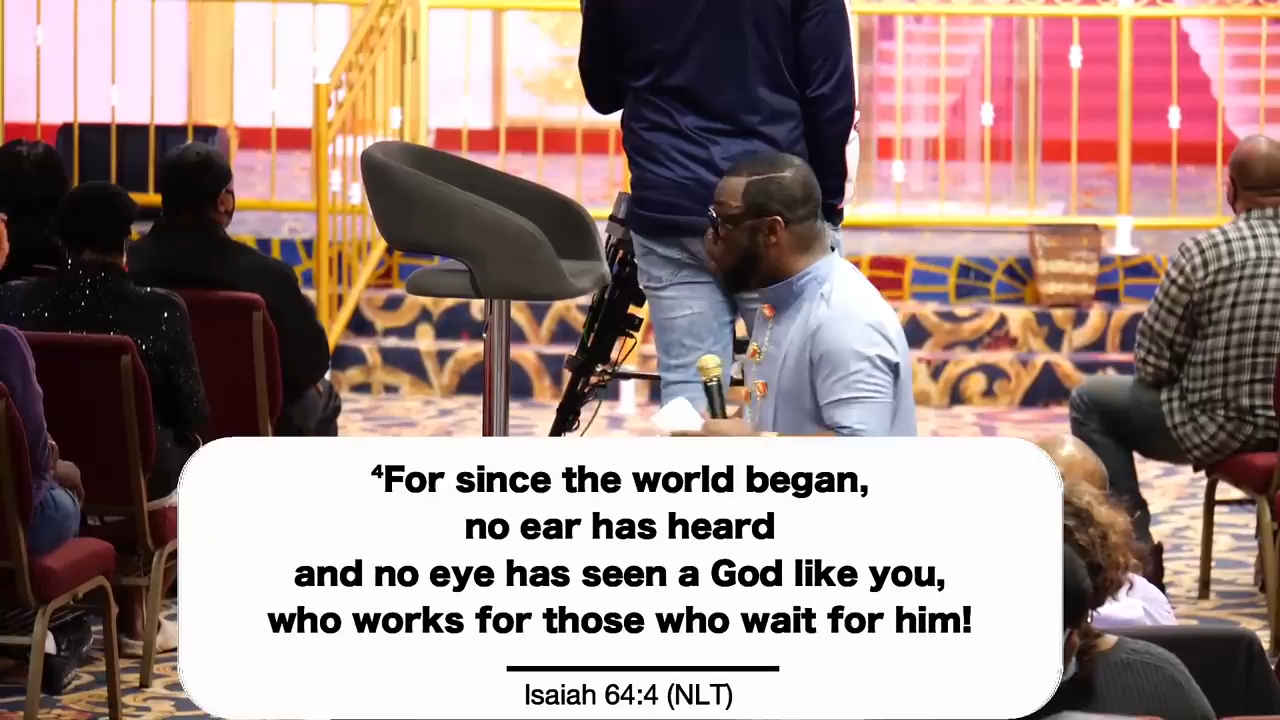 ⁴For since the world began,
no ear has heard
and no eye has seen a God like you,
who works for those who wait for him!
Isaiah 64:4 (NLT)